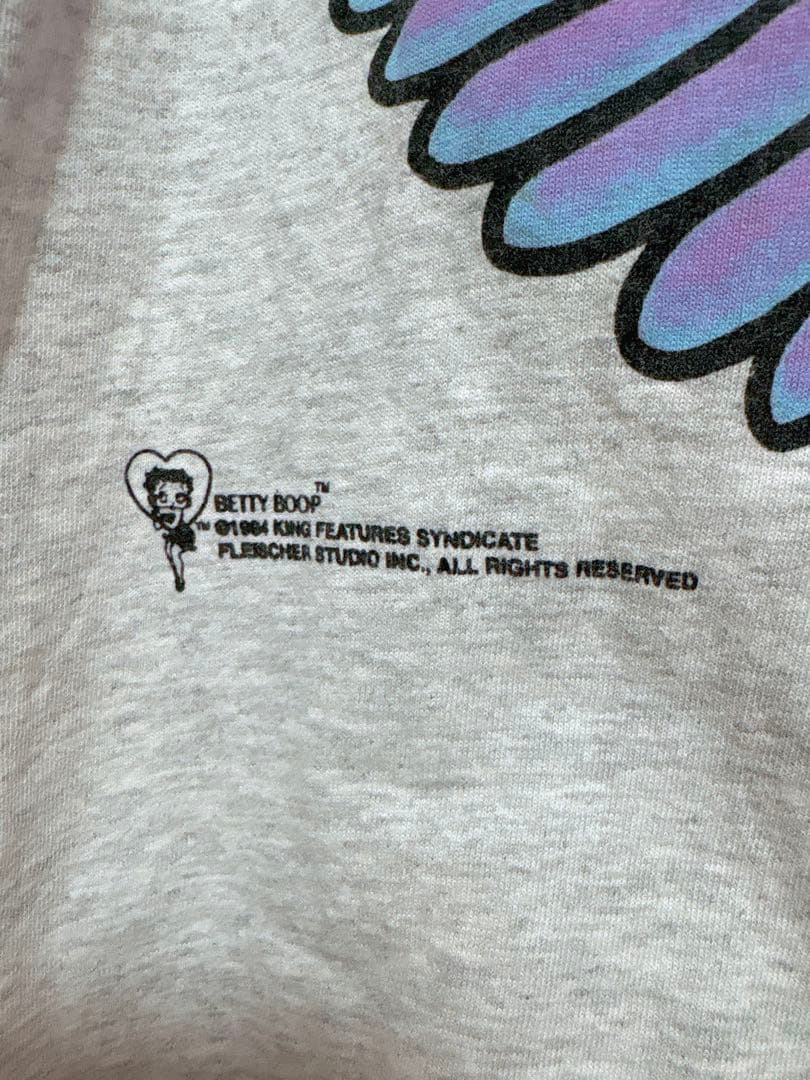 BETTY BOOP™
™ ©1994 KING FEATURES SYNDICATE
FLEISCHER STUDIO INC., ALL RIGHTS RESERVED